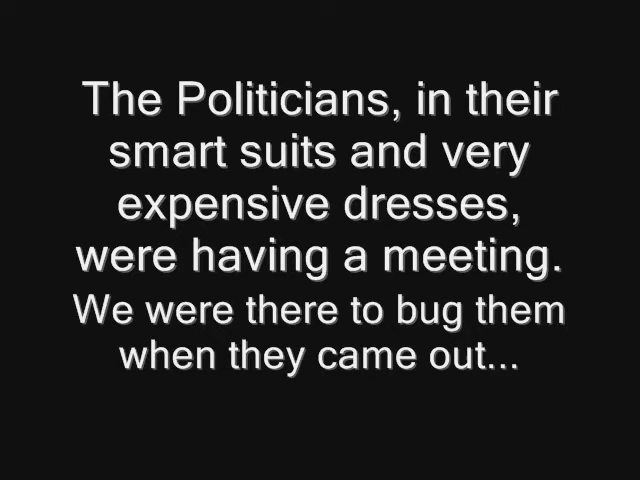 The Politicians, in their
smart suits and very
expensive dresses,
were having a meeting.
We were there to bug them
when they came out...